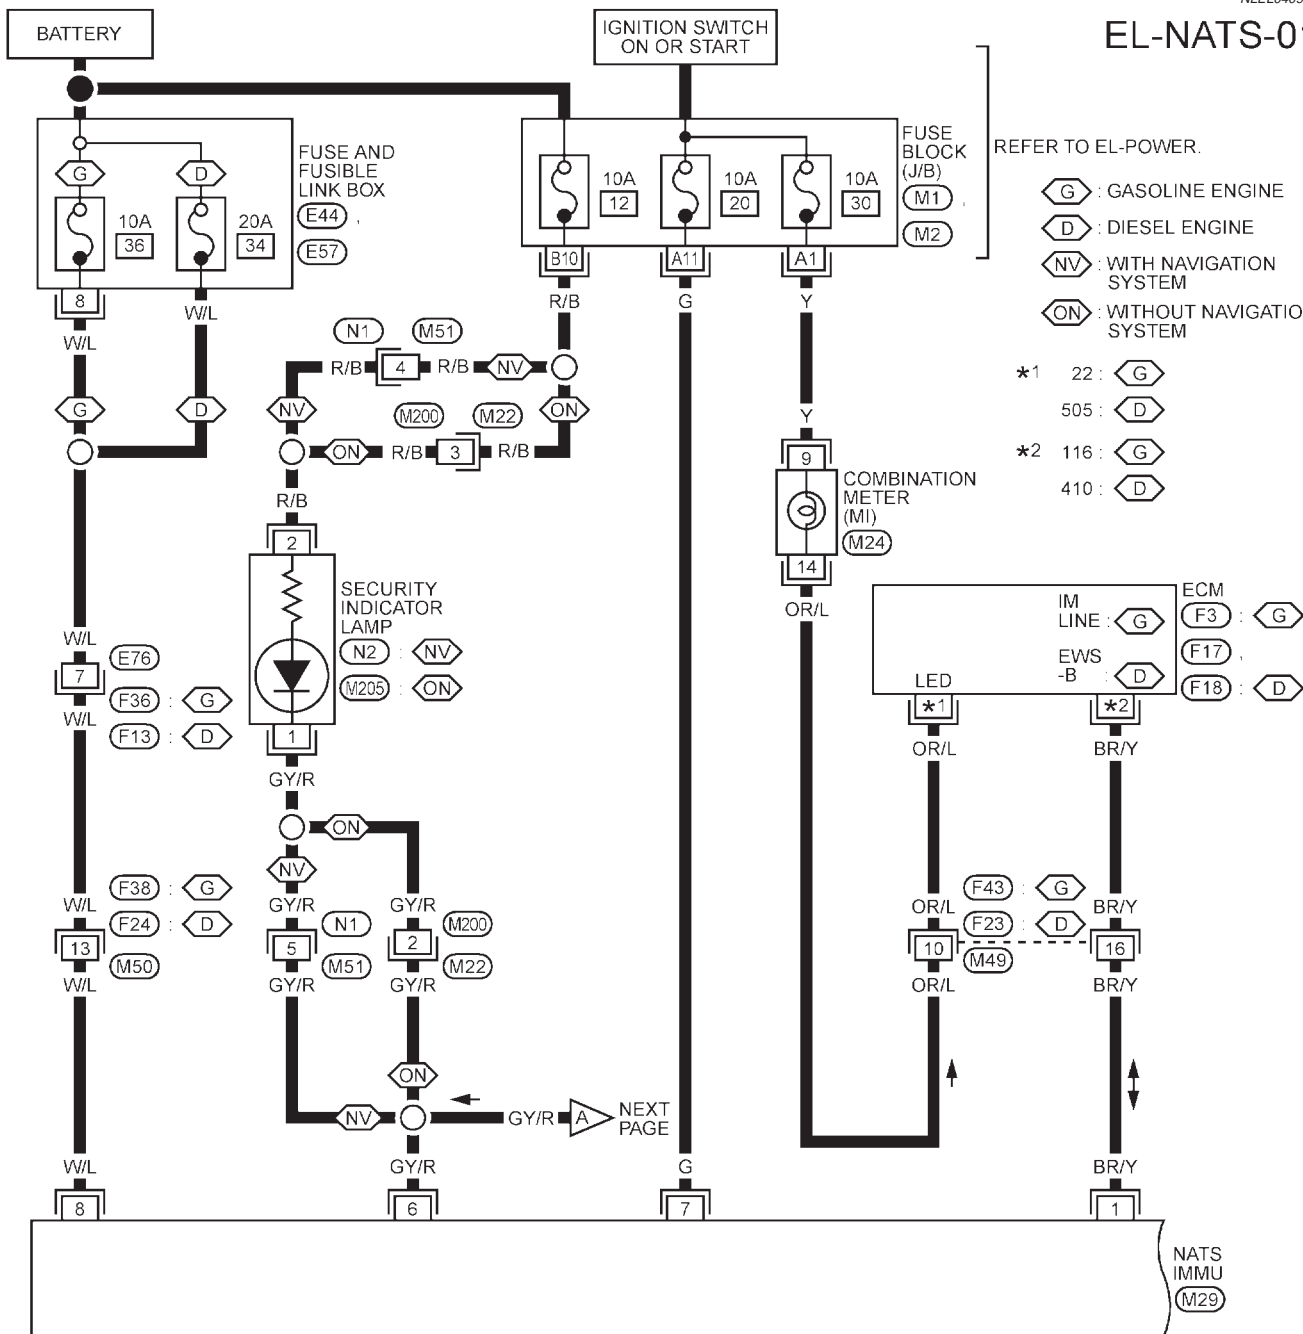 EL-NATS-01
BATTERY
IGNITION SWITCH
ON OR START
REFER TO EL-POWER.
FUSE AND
FUSIBLE
LINK BOX
E44 ,
E57
G
D
10A
36
20A
34
10A
12
10A
20
10A
30
FUSE
BLOCK
(J/B)
M1 ,
M2
G : GASOLINE ENGINE
D : DIESEL ENGINE
NV : WITH NAVIGATION
SYSTEM
ON : WITHOUT NAVIGATIO
SYSTEM
*1 22 : G
505 : D
*2 116 : G
410 : D
8
W/L
W/L
B10
A11
A1
R/B
G
Y
N1
M51
R/B
4
R/B
NV
G
D
NV
M200
M22
ON
ON
R/B
3
R/B
Y
R/B
9
COMBINATION
METER
(MI)
M24
14
OR/L
2
SECURITY
INDICATOR
LAMP
N2 : NV
M205 : ON
1
GY/R
W/L
7
E76
W/L
F36 : G
F13 : D
IM
LINE : G
EWS
-B : D
LED
ECM
F3 : G
F17 ,
F18 : D
*1
*2
OR/L
BR/Y
ON
NV
F38 : G
F24 : D
W/L
13
M50
W/L
GY/R
N1
5
M51
GY/R
GY/R
M200
2
M22
GY/R
F43 : G
F23 : D
OR/L
BR/Y
10
16
M49
OR/L
BR/Y
ON
NV
GY/R
A
NEXT
PAGE
W/L
GY/R
G
BR/Y
8
6
7
1
NATS
IMMU
M29